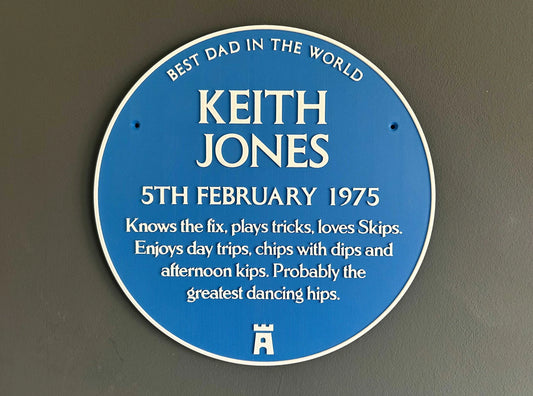 BEST DAD IN THE WORLD
KEITH
JONES
5TH FEBRUARY 1975
Knows the fix, plays tricks, loves Skips.
Enjoys day trips, chips with dips and
afternoon kips. Probably the
greatest dancing hips.